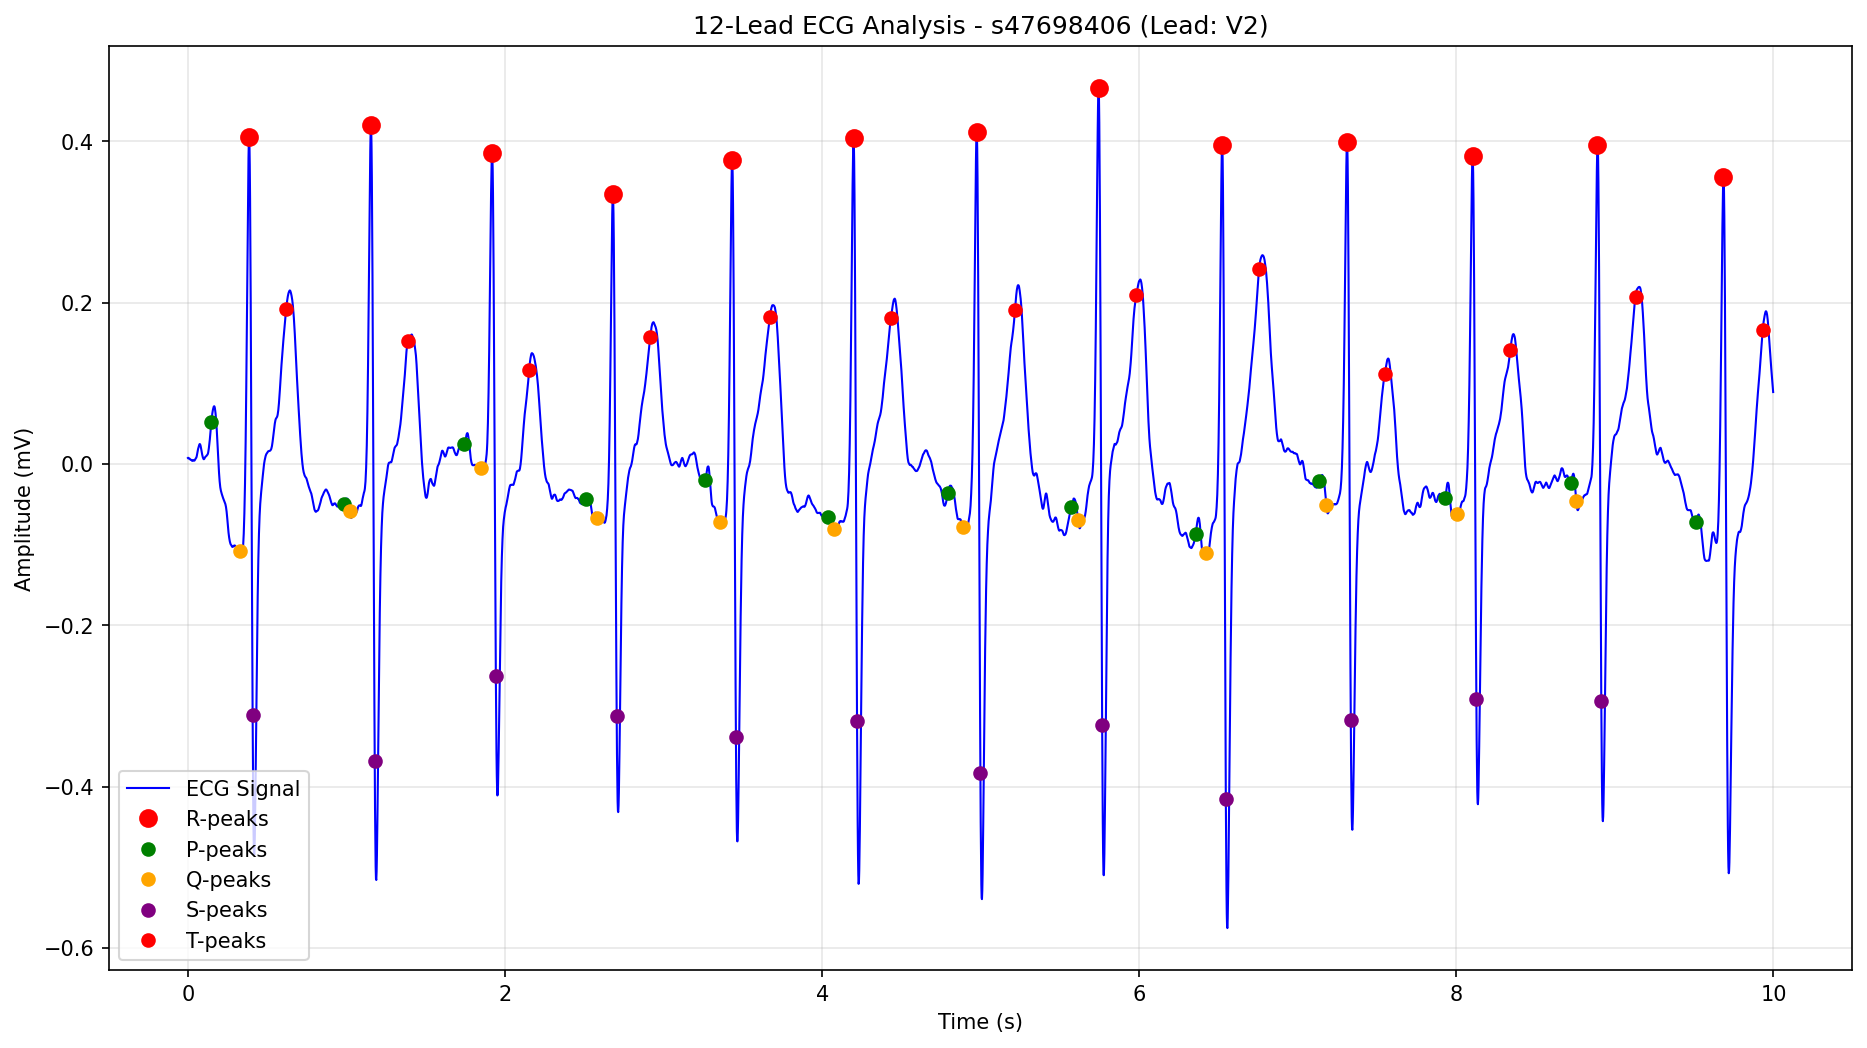 12-Lead ECG Analysis - s47698406 (Lead: V2)
Amplitude (mV)
0.4
0.2
0.0
−0.2
−0.4
−0.6
ECG Signal
R-peaks
P-peaks
Q-peaks
S-peaks
T-peaks
0 2 4 6 8 10
Time (s)